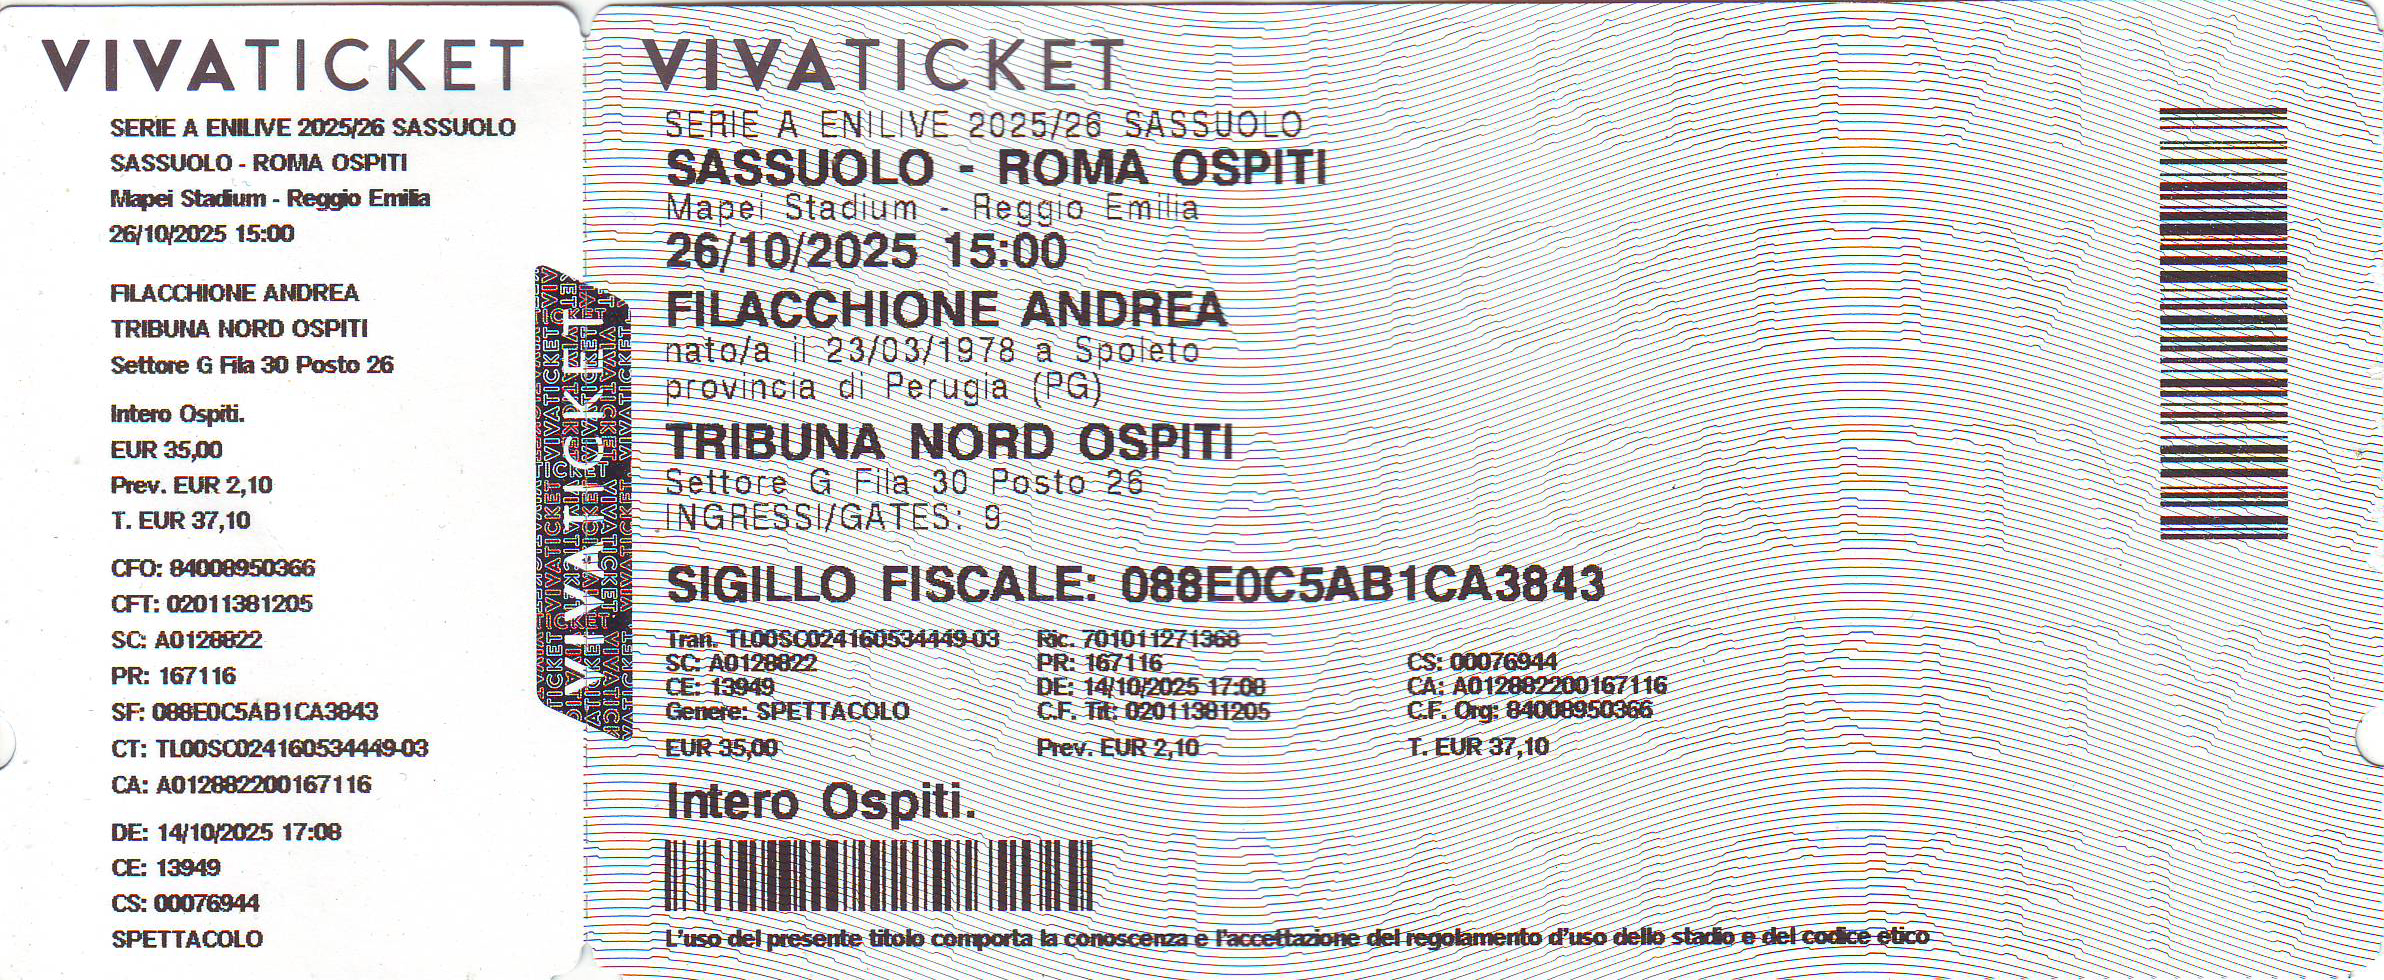 VIVATICKET
SERIE A ENILIVE 2025/26 SASSUOLO
SASSUOLO - ROMA OSPITI
Mapei Stadium - Reggio Emilia
26/10/2025 15:00
FILACCHIONE ANDREA
TRIBUNA NORD OSPITI
Settore G Fila 30 Posto 26
Intero Ospiti.
EUR 35,00
Prev. EUR 2,10
T. EUR 37,10
CFO: 84008950366
CFT: 02011381205
SC: A0128822
PR: 167116
SF: 088E0C5AB1CA3843
CT: TL00SC024160534449-03
CA: A012882200167116
DE: 14/10/2025 17:08
CE: 13949
CS: 00076944
SPETTACOLO
VIVATICKET
VIVATICKET
SERIE A ENILIVE 2025/26 SASSUOLO
SASSUOLO - ROMA OSPITI
Mapei Stadium - Reggio Emilia
26/10/2025 15:00
FILACCHIONE ANDREA
nato/a il 23/03/1978 a Spoleto
provincia di Perugia (PG)
TRIBUNA NORD OSPITI
Settore G Fila 30 Posto 26
INGRESSI/GATES: 9
SIGILLO FISCALE: 088E0C5AB1CA3843
Tran. TL00SC024160534449-03 Ric. 701011271368
SC: A0128822 PR: 167116 CS: 00076944
CE: 13949 DE: 14/10/2025 17:08 CA: A012882200167116
Genere: SPETTACOLO C.F. Tit: 02011381205 C.F. Org: 84008950366
EUR 35,00 Prev. EUR 2,10 T. EUR 37,10
Intero Ospiti.
L'uso del presente titolo comporta la conoscenza e l'accettazione del regolamento d'uso dello stadio e del codice etico